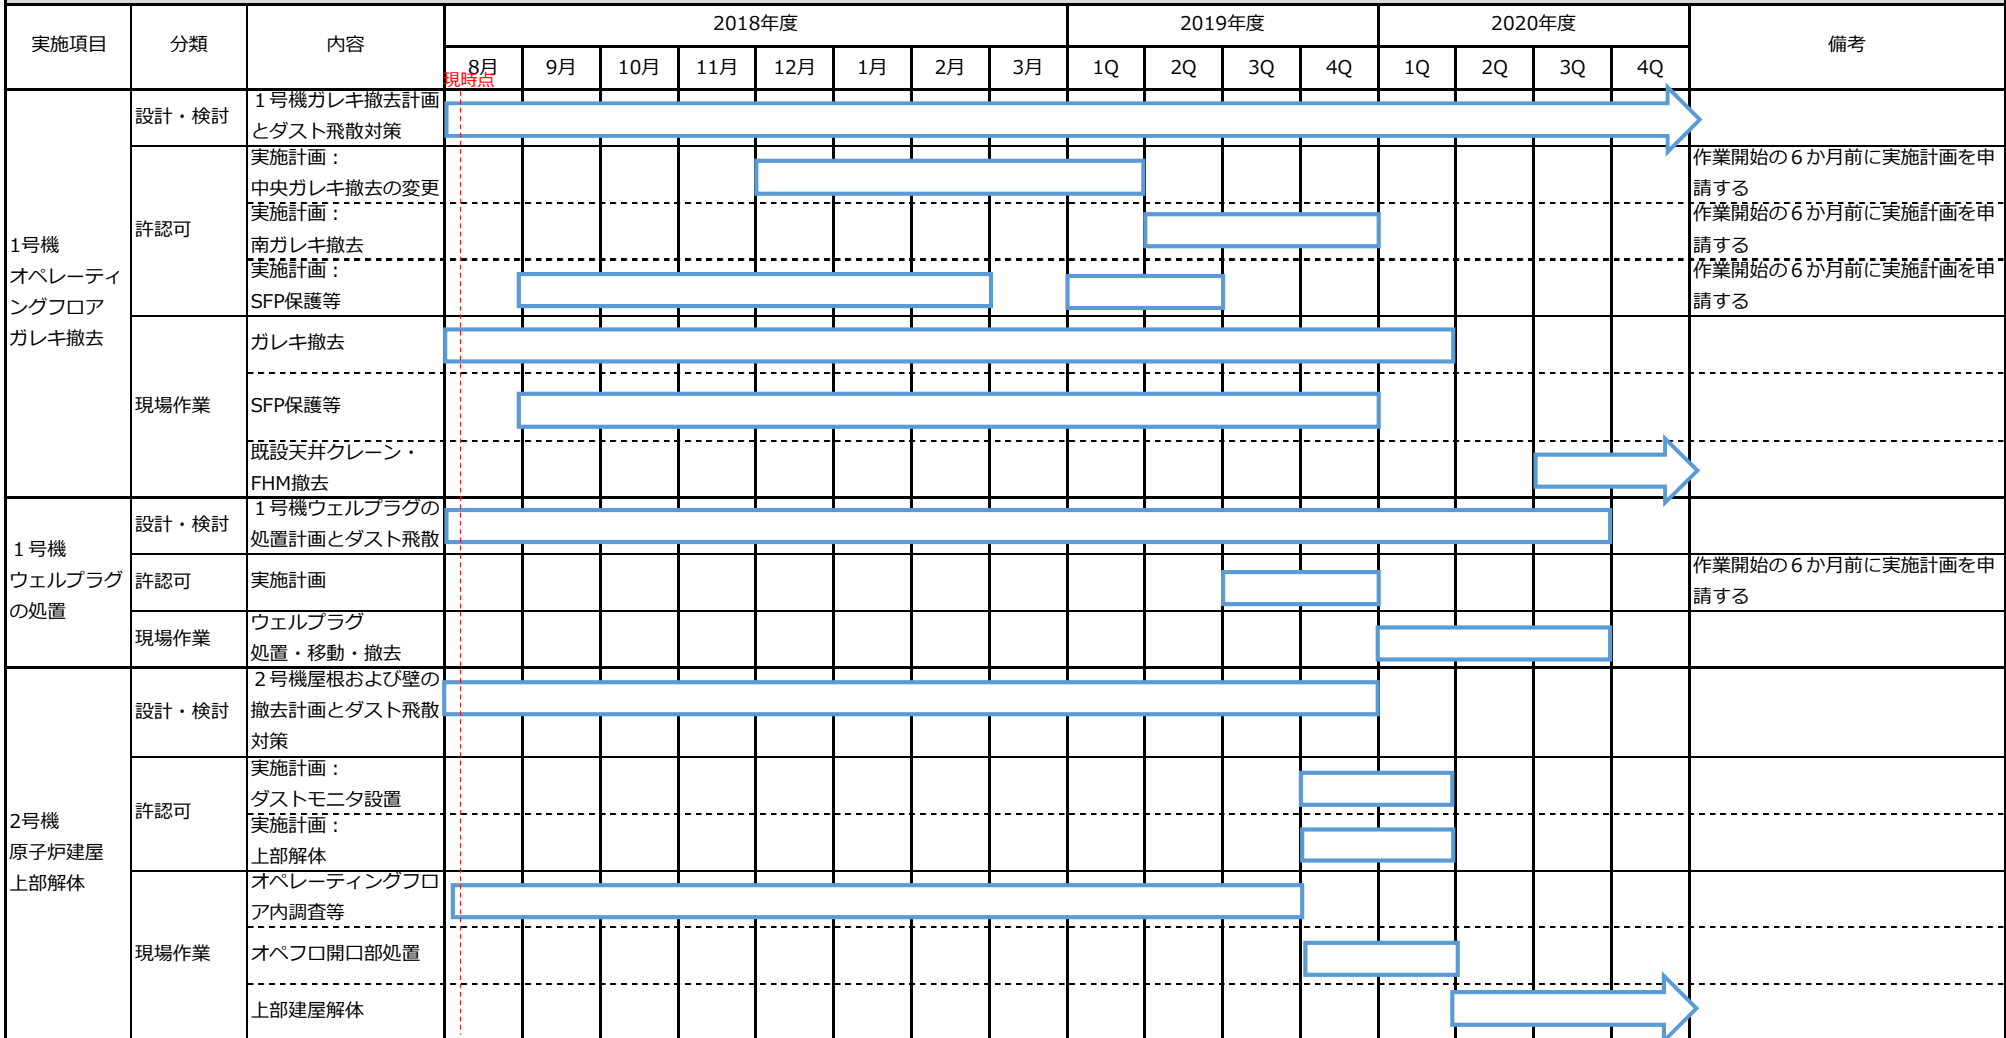 実施項目 分類 内容 2018年度 2019年度 2020年度 備考
8月 9月 10月 11月 12月 1月 2月 3月 1Q 2Q 3Q 4Q 1Q 2Q 3Q 4Q
現時点
1号機
オペレーティ
ングフロア
ガレキ撤去
設計・検討
1号機ガレキ撤去計画
とダスト飛散対策
許認可
実施計画:
中央ガレキ撤去の変更
作業開始の6か月前に実施計画を申
請する
実施計画:
南ガレキ撤去
作業開始の6か月前に実施計画を申
請する
実施計画:
SFP保護等
作業開始の6か月前に実施計画を申
請する
現場作業
ガレキ撤去
SFP保護等
既設天井クレーン・
FHM撤去
1号機
ウェルプラグ
の処置
設計・検討
1号機ウェルプラグの
処置計画とダスト飛散
許認可
実施計画
作業開始の6か月前に実施計画を申
請する
現場作業
ウェルプラグ
処置・移動・撤去
2号機
原子炉建屋
上部解体
設計・検討
2号機屋根および壁の
撤去計画とダスト飛散
対策
許認可
実施計画:
ダストモニタ設置
実施計画:
上部解体
現場作業
オペレーティングフロ
ア内調査等
オペフロ開口部処置
上部建屋解体